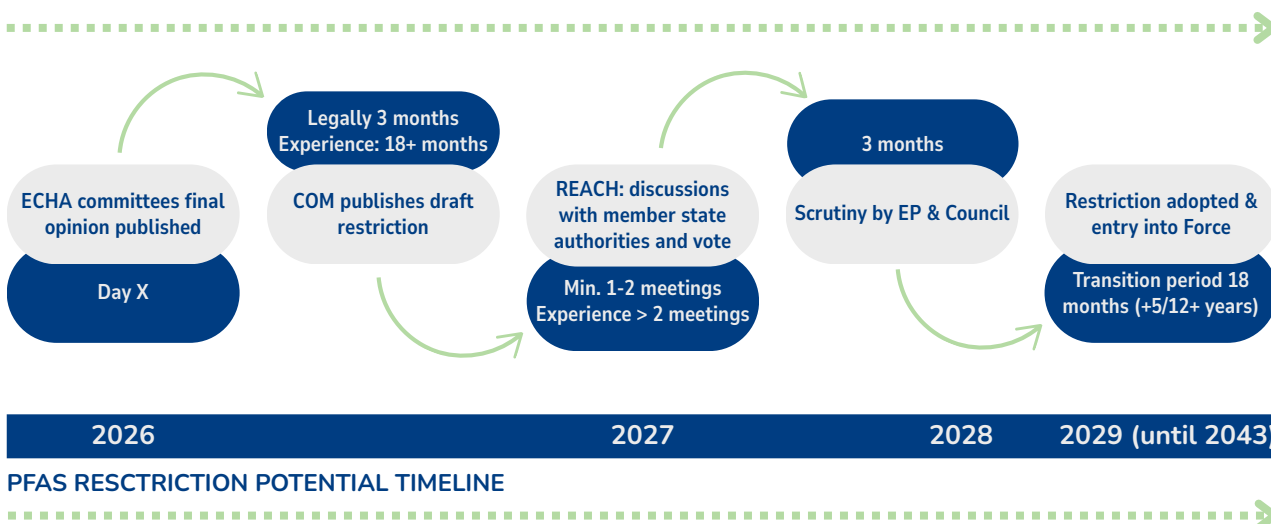 ECHA committees final
opinion published
Day X
Legally 3 months
Experience: 18+ months
COM publishes draft
restriction
REACH: discussions
with member state
authorities and vote
Min. 1-2 meetings
Experience > 2 meetings
3 months
Scrutiny by EP & Council
Restriction adopted &
entry into Force
Transition period 18
months (+5/12+ years)
2026
2027
2028
2029 (until 2043)
PFAS RESCTRICTION POTENTIAL TIMELINE